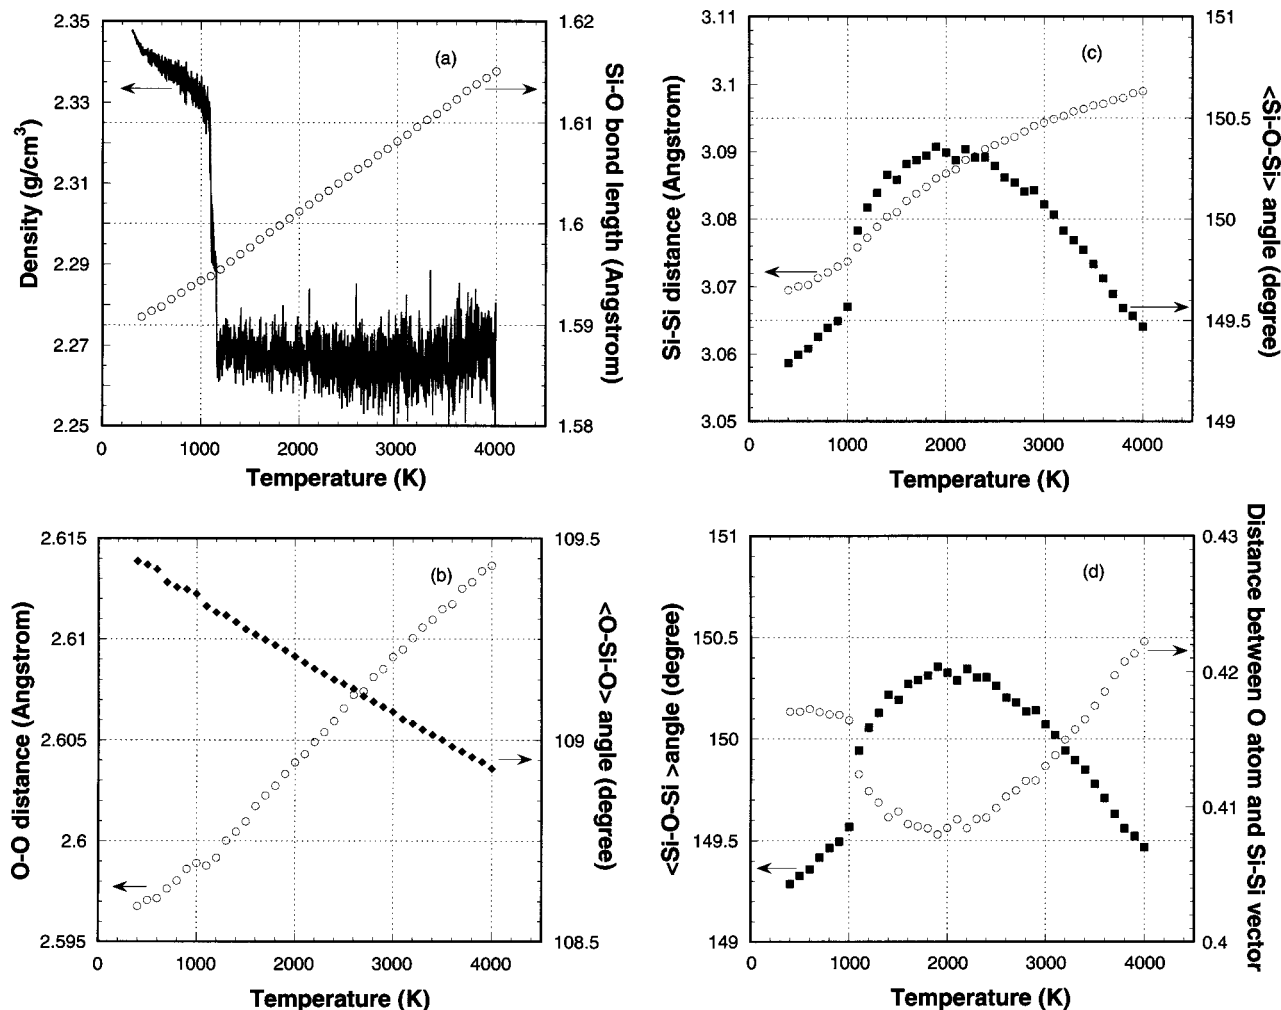 2.35
2.33
2.31
2.29
2.27
2.25
Density (g/cm3)
(a)
1.62
1.61
1.6
1.59
1.58
Si-O bond length (Angstrom)
0 1000 2000 3000 4000
Temperature (K)
3.11
3.1
3.09
3.08
3.07
3.06
3.05
Si-Si distance (Angstrom)
(c)
151
150.5
150
149.5
149
<Si-O-Si> angle (degree)
0 1000 2000 3000 4000
Temperature (K)
2.615
2.61
2.605
2.6
2.595
O-O distance (Angstrom)
(b)
109.5
109
108.5
<O-Si-O> angle (degree)
0 1000 2000 3000 4000
Temperature (K)
151
150.5
150
149.5
149
<Si-O-Si >angle (degree)
(d)
0.43
0.42
0.41
0.4
Distance between O atom and Si-Si vector
0 1000 2000 3000 4000
Temperature (K)